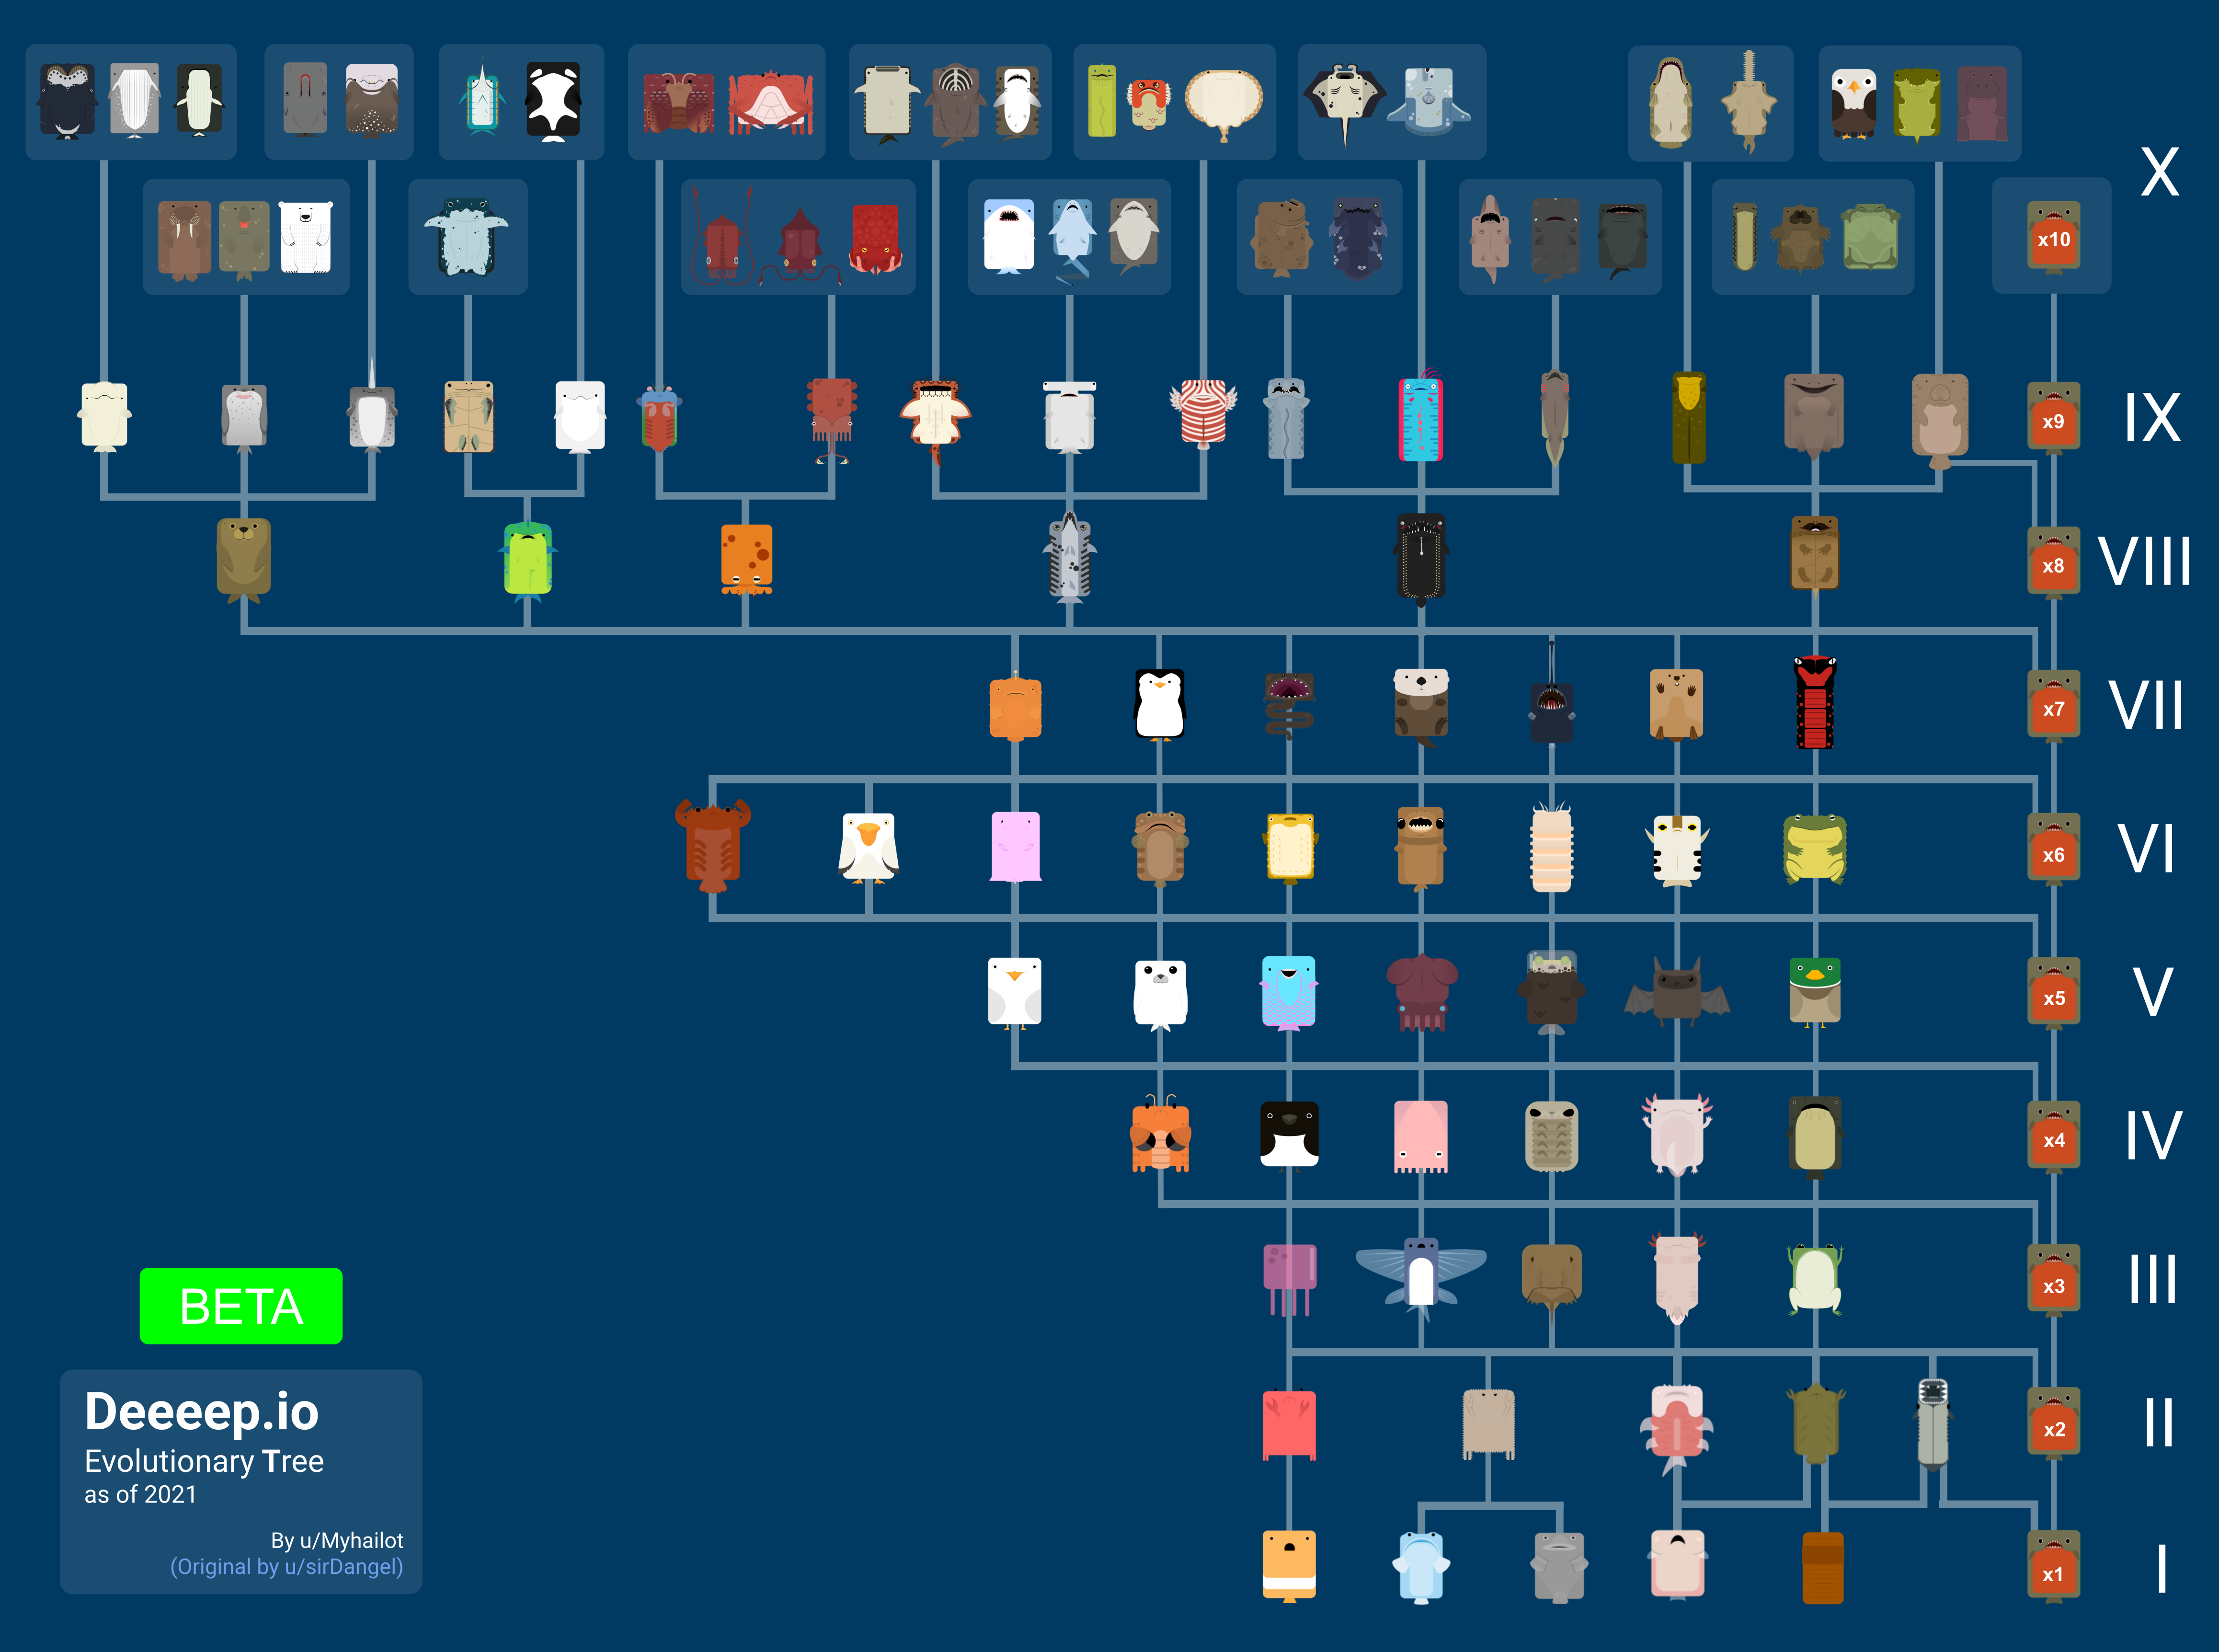 X
x10
IX
x9
VIII
x8
VII
x7
VI
x6
V
x5
IV
x4
III
x3
BETA
Deeeep.io
Evolutionary Tree
as of 2021
By u/Myhailot
(Original by u/sirDangel)
II
x2
I
x1